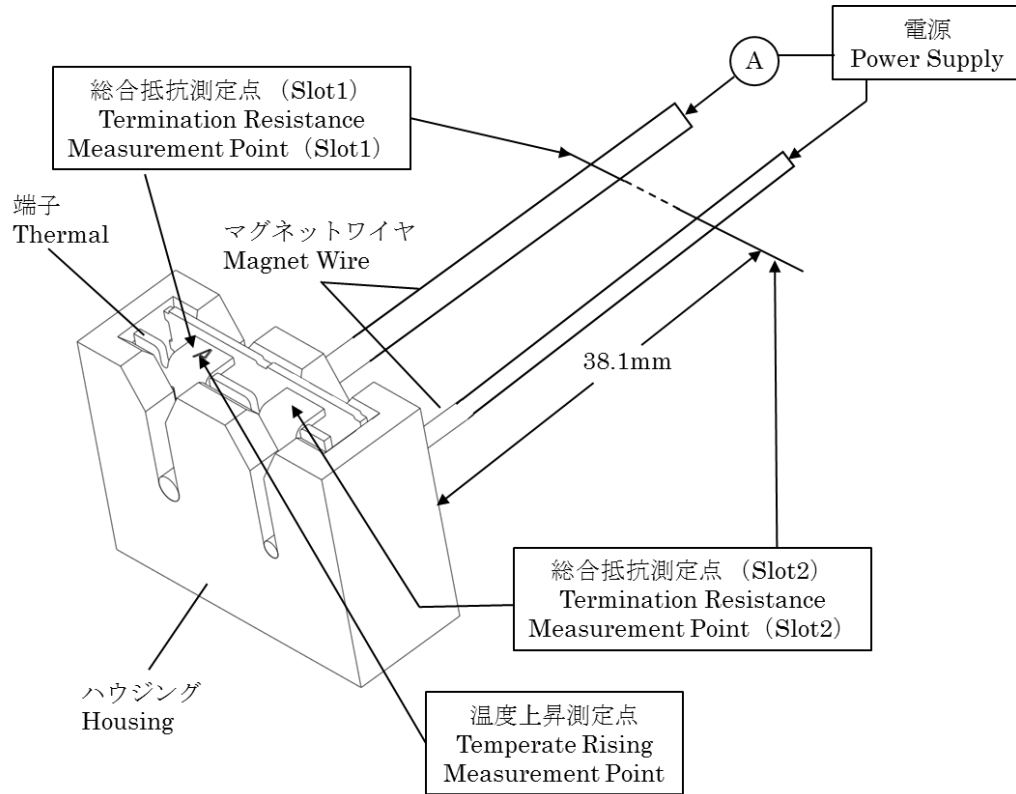 電源
Power Supply
A
総合抵抗測定点 (Slot1)
Termination Resistance
Measurement Point (Slot1)
端子
Thermal
マグネットワイヤ
Magnet Wire
38.1mm
総合抵抗測定点 (Slot2)
Termination Resistance
Measurement Point (Slot2)
ハウジング
Housing
温度上昇測定点
Temperate Rising
Measurement Point